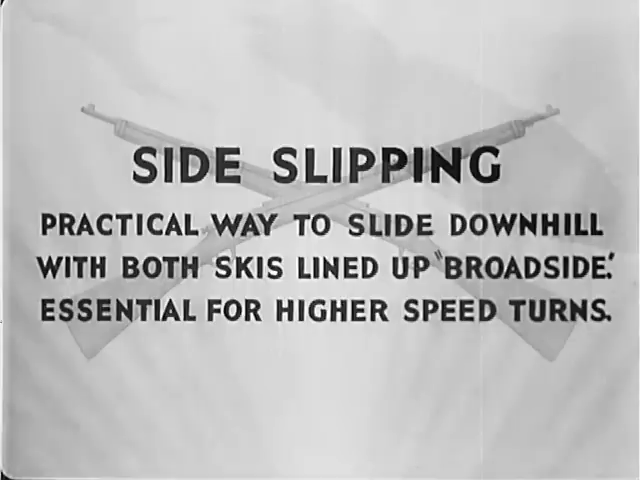 SIDE SLIPPING
PRACTICAL WAY TO SLIDE DOWNHILL
WITH BOTH SKIS LINED UP "BROADSIDE."
ESSENTIAL FOR HIGHER SPEED TURNS.